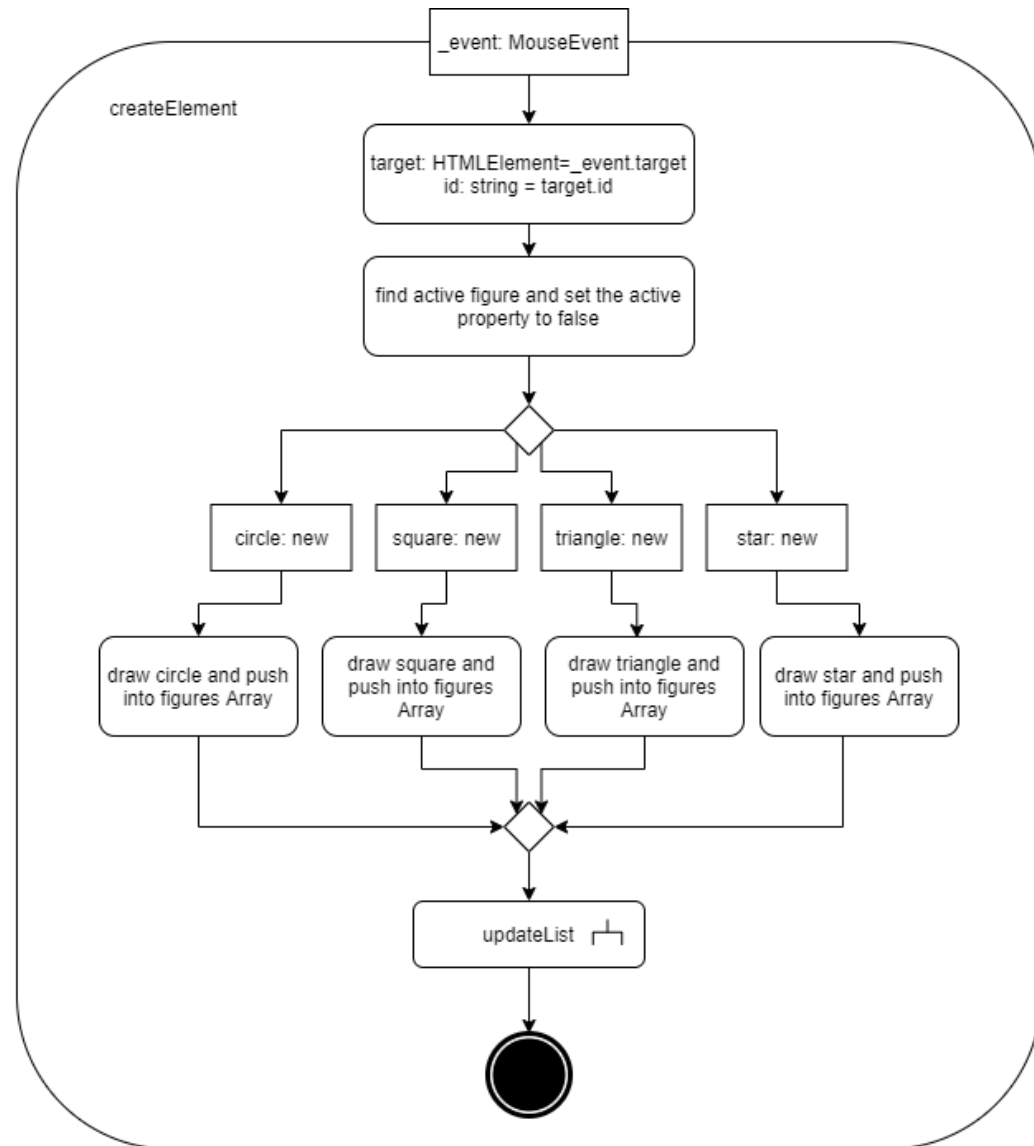 _event: MouseEvent
createElement
target: HTMLElement=_event.target
id: string = target.id
find active figure and set the active
property to false
circle: new
square: new
triangle: new
star: new
draw circle and push
into figures Array
draw square and
push into figures
Array
draw triangle and
push into figures
Array
draw star and push
into figures Array
updateList